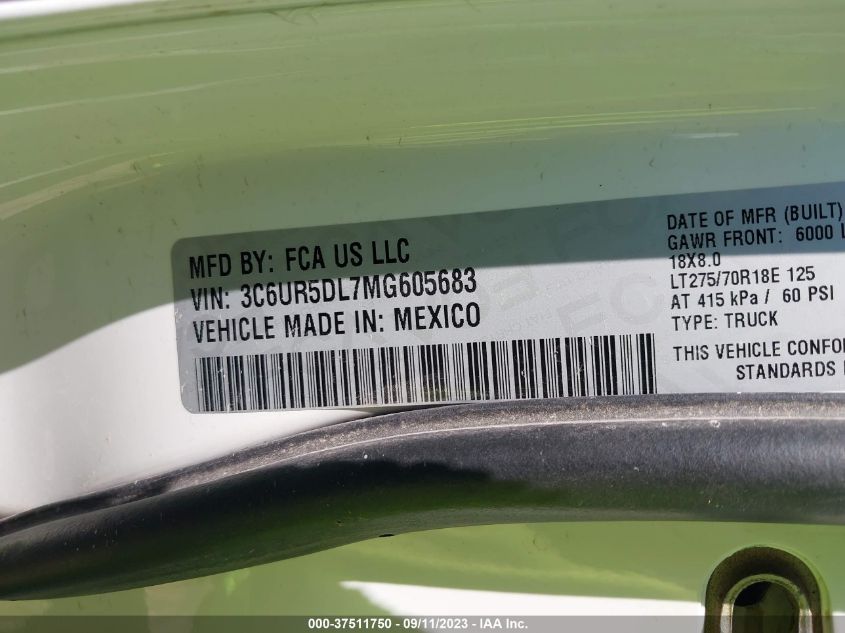 MFD BY: FCA US LLC
VIN: 3C6UR5DL7MG605683
VEHICLE MADE IN: MEXICO
DATE OF MFR (BUILT)
GAWR FRONT: 6000 L
18X8.0
LT275/70R18E 125
AT 415 kPa / 60 PSI
TYPE: TRUCK
THIS VEHICLE CONFO
STANDARDS
000-37511750 - 09/11/2023 - IAA Inc.